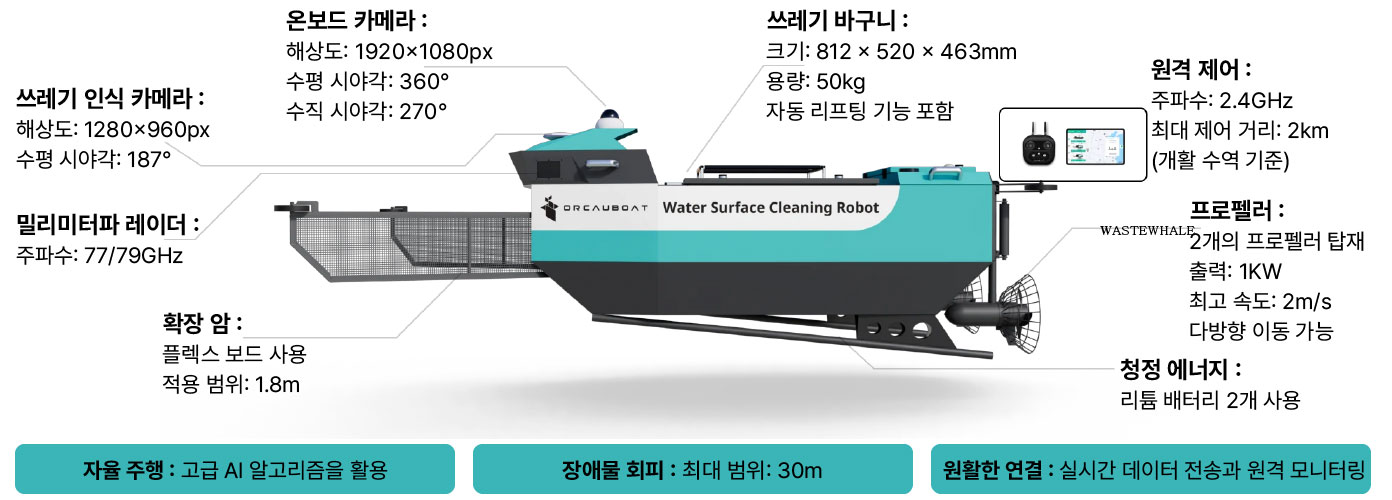 온보드 카메라 :
해상도: 1920×1080px
수평 시야각: 360°
수직 시야각: 270°
쓰레기 바구니 :
크기: 812 × 520 × 463mm
용량: 50kg
자동 리프팅 기능 포함
원격 제어 :
주파수: 2.4GHz
최대 제어 거리: 2km
(개활 수역 기준)
쓰레기 인식 카메라 :
해상도: 1280×960px
수평 시야각: 187°
밀리미터파 레이더 :
주파수: 77/79GHz
ORCAUBOAT Water Surface Cleaning Robot
WASTEWHALE
프로펠러 :
2개의 프로펠러 탑재
출력: 1KW
최고 속도: 2m/s
다방향 이동 가능
확장 암 :
플렉스 보드 사용
적용 범위: 1.8m
청정 에너지 :
리튬 배터리 2개 사용
자율 주행 : 고급 AI 알고리즘을 활용
장애물 회피 : 최대 범위: 30m
원활한 연결 : 실시간 데이터 전송과 원격 모니터링